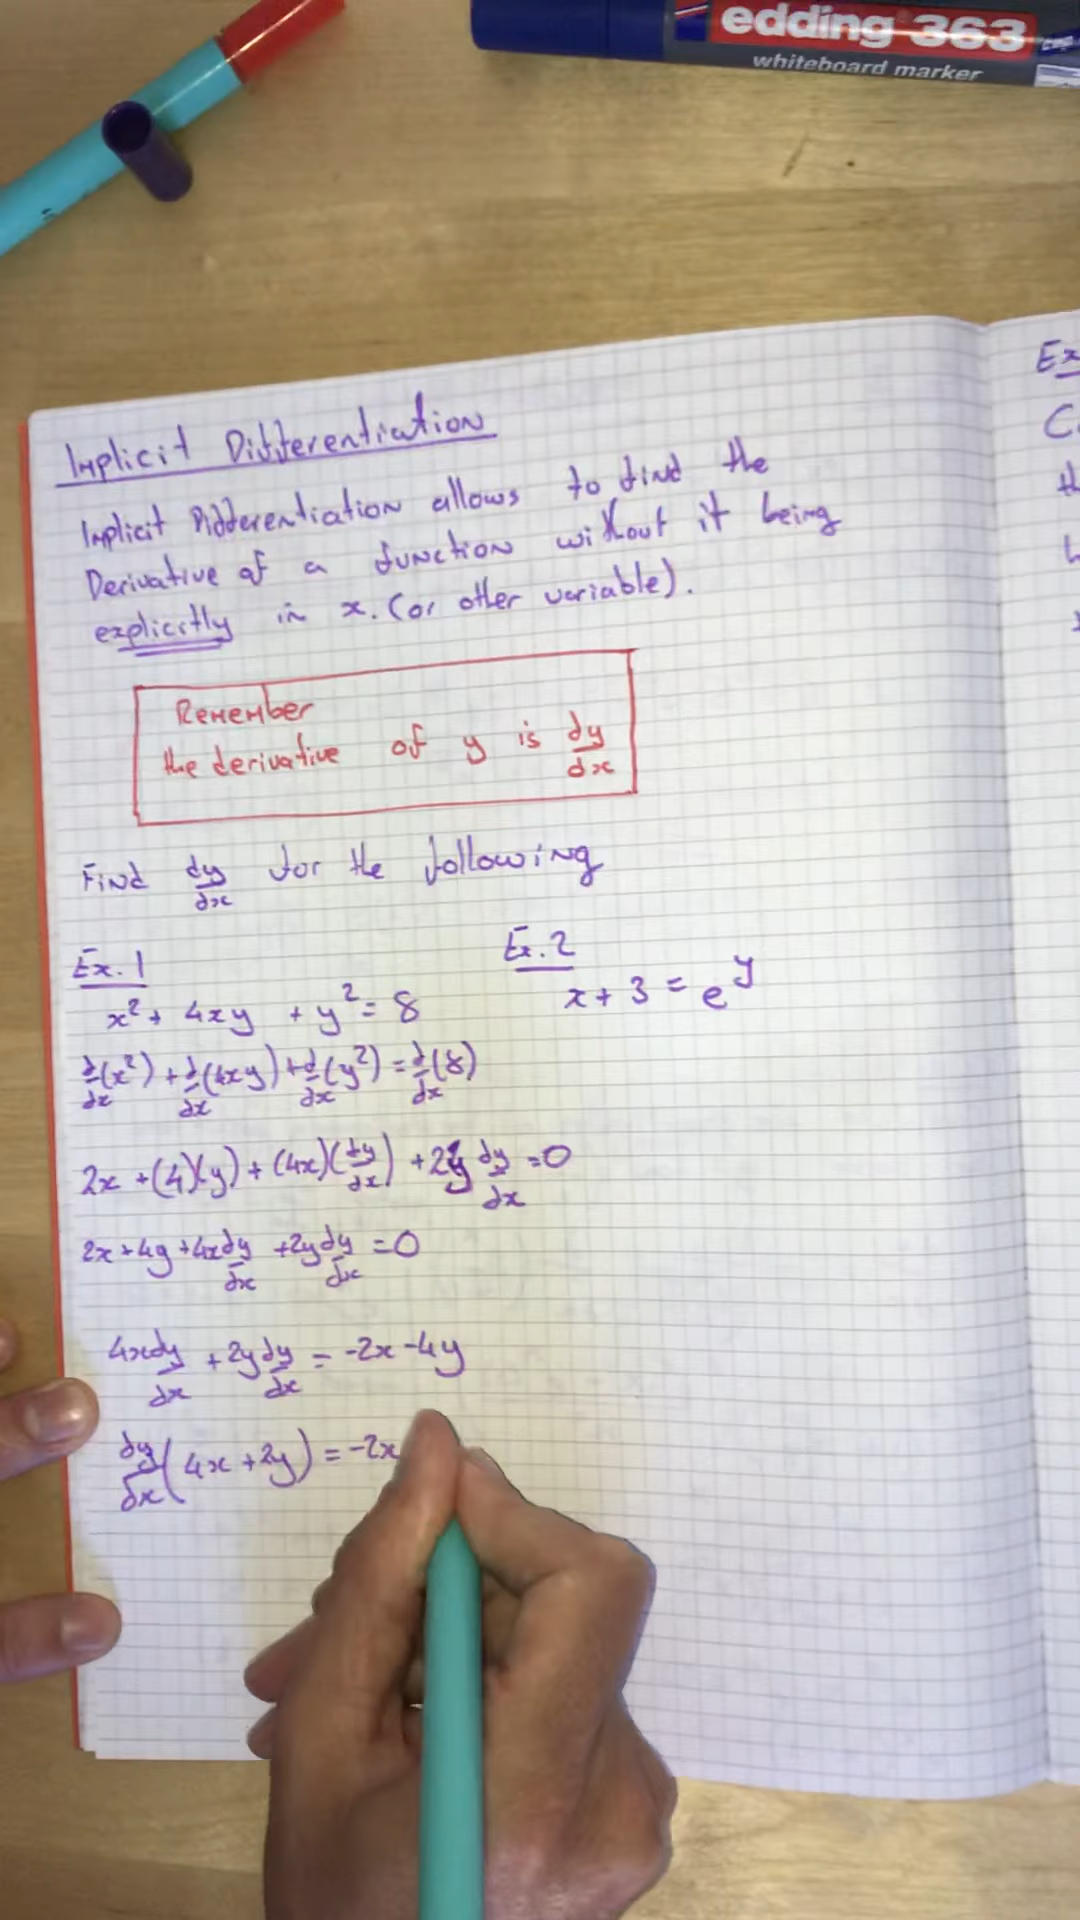 edding 363
whiteboard marker
Implicit Differentiation
Implicit Differentiation allows to find the
Derivative of a function without it being
explicitly in x. (or other variable).
Remember
the derivative of y is dy/dx
Find dy/dx for the following
Ex. 1
x² + 4xy + y² = 8
d/dx(x²) + d/dx(4xy) + d/dx(y²) = d/dx(8)
2x + (4)(y) + (4x)(dy/dx) + 2y dy/dx = 0
2x + 4y + 4x dy/dx + 2y dy/dx = 0
4x dy/dx + 2y dy/dx = -2x - 4y
dy/dx (4x + 2y) = -2x
Ex. 2
x + 3 = e^y
Ex